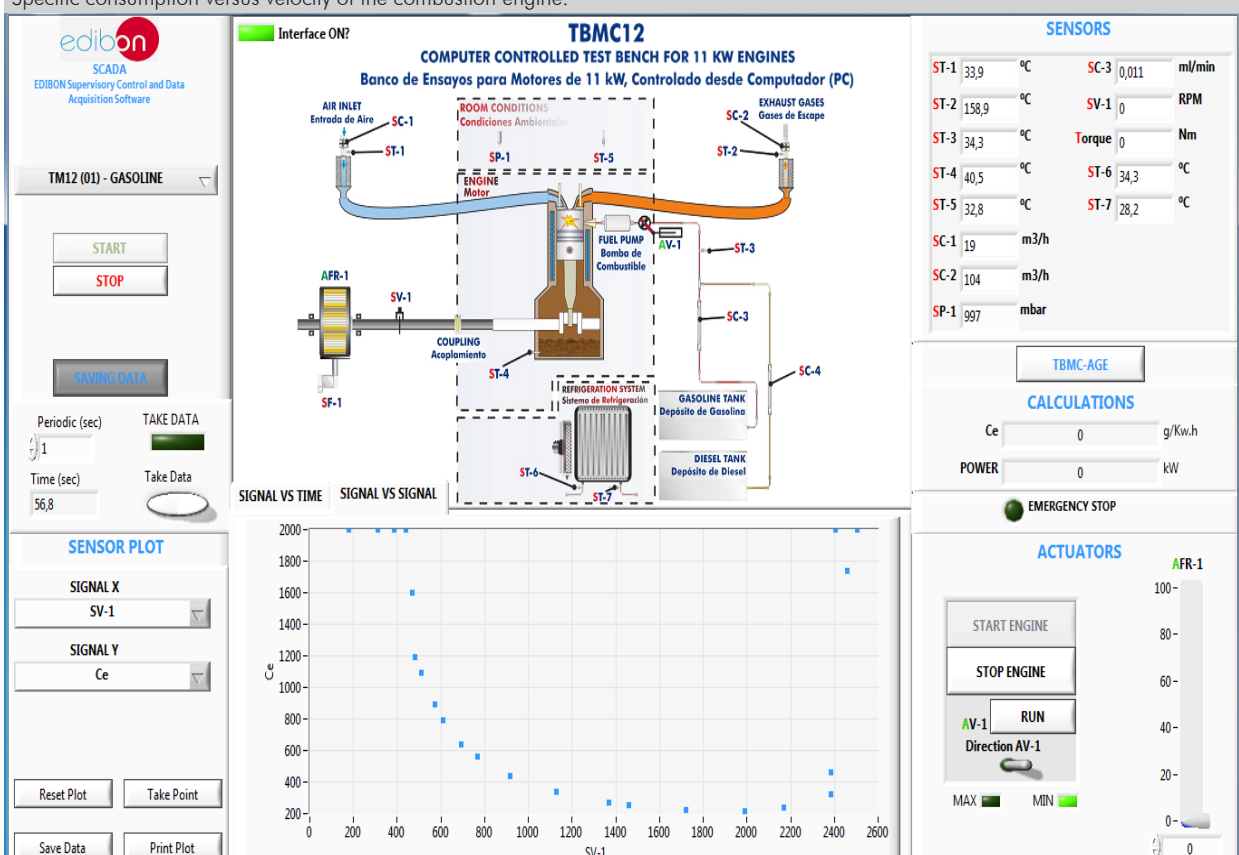 Specific consumption versus velocity of the combustion engine.
edibon
SCADA
EDIBON Supervisory Control and Data
Acquisition Software
TM12 (01) - GASOLINE
START
STOP
SAVING DATA
Periodic (sec)
TAKE DATA
1
Time (sec)
Take Data
56,8
SENSOR PLOT
SIGNAL X
SV-1
SIGNAL Y
Ce
Reset Plot
Take Point
Save Data
Print Plot
Interface ON?
TBMC12
COMPUTER CONTROLLED TEST BENCH FOR 11 KW ENGINES
Banco de Ensayos para Motores de 11 kW, Controlado desde Computador (PC)
AIR INLET
Entrada de Aire
SC-1
ST-1
ROOM CONDITIONS
Condiciones Ambientales
SP-1
ST-5
EXHAUST GASES
Gases de Escape
SC-2
ST-2
ENGINE
Motor
FUEL PUMP
Bomba de
Combustible
AV-1
ST-3
AFR-1
SV-1
SC-3
COUPLING
Acoplamiento
ST-4
SC-4
SF-1
REFRIGERATION SYSTEM
Sistema de Refrigeración
GASOLINE TANK
Depósito de Gasolina
DIESEL TANK
Depósito de Diesel
ST-6
ST-7
SIGNAL VS TIME
SIGNAL VS SIGNAL
2000
1800
1600
1400
1200
1000
800
600
400
200
Ce
0 200 400 600 800 1000 1200 1400 1600 1800 2000 2200 2400 2600
SV-1
SENSORS
ST-1 33,9 ºC SC-3 0,011 ml/min
ST-2 158,9 ºC SV-1 0 RPM
ST-3 34,3 ºC Torque 0 Nm
ST-4 40,5 ºC ST-6 34,3 ºC
ST-5 32,8 ºC ST-7 28,2 ºC
SC-1 19 m3/h
SC-2 104 m3/h
SP-1 997 mbar
TBMC-AGE
CALCULATIONS
Ce 0 g/Kw.h
POWER 0 kW
EMERGENCY STOP
ACTUATORS
AFR-1
START ENGINE
STOP ENGINE
AV-1 RUN
Direction AV-1
MAX MIN
100
80
60
40
20
0
0